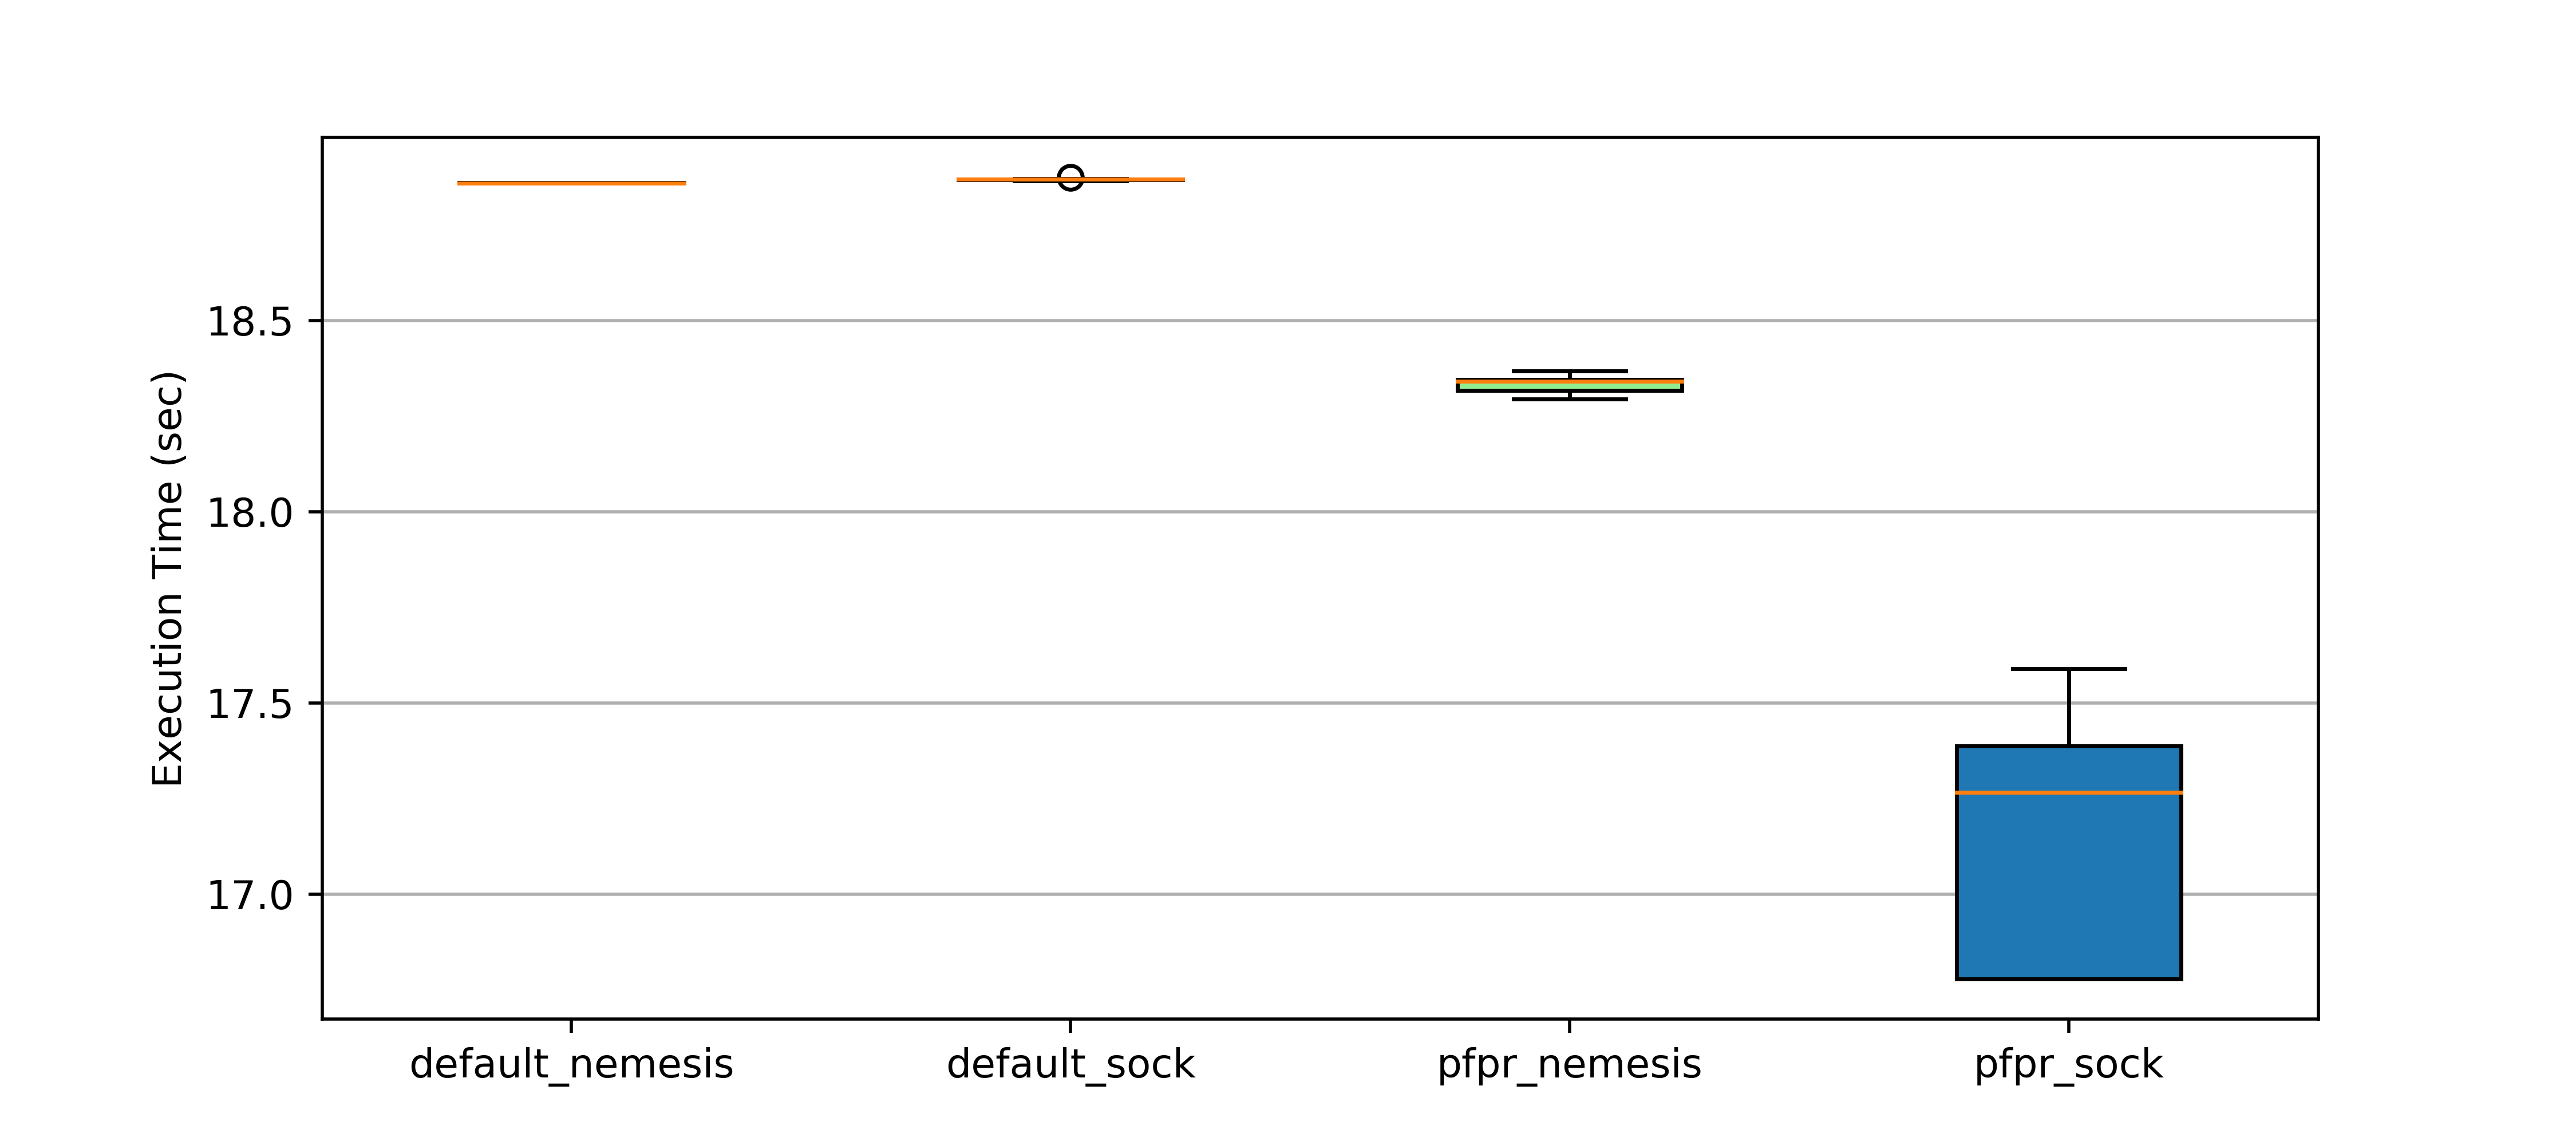 Execution Time (sec)
18.5
18.0
17.5
17.0
default_nemesis
default_sock
pfpr_nemesis
pfpr_sock